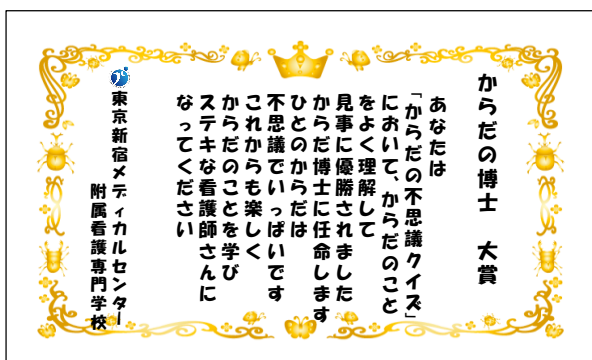 からだの博士　大賞
あなたは
「からだの不思議クイズ」
において、からだのこと
をよく理解して
見事に優勝されました
からだ博士に任命します
ひとのからだは
不思議でいっぱいです
これからも楽しく
からだのことを学び
ステキな看護師さんに
なってください
東京新宿メディカルセンター
附属看護専門学校